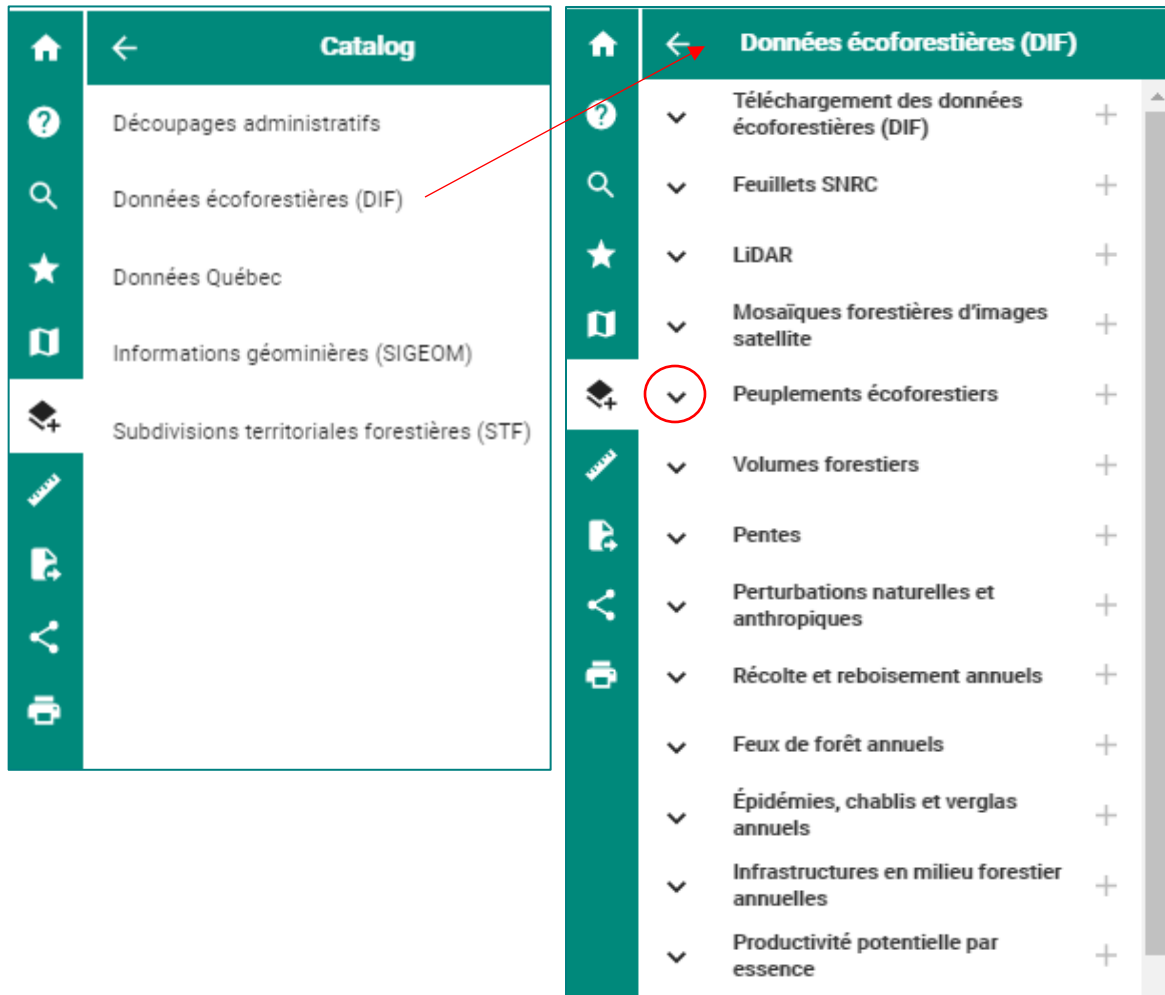 Catalog
Découpages administratifs
Données écoforestières (DIF)
Données Québec
Informations géominières (SIGEOM)
Subdivisions territoriales forestières (STF)
Données écoforestières (DIF)
Téléchargement des données
écoforestières (DIF)
Feuillets SNRC
LiDAR
Mosaïques forestières d'images
satellite
Peuplements écoforestiers
Volumes forestiers
Pentes
Perturbations naturelles et
anthropiques
Récolte et reboisement annuels
Feux de forêt annuels
Épidémies, chablis et verglas
annuels
Infrastructures en milieu forestier
annuelles
Productivité potentielle par
essence